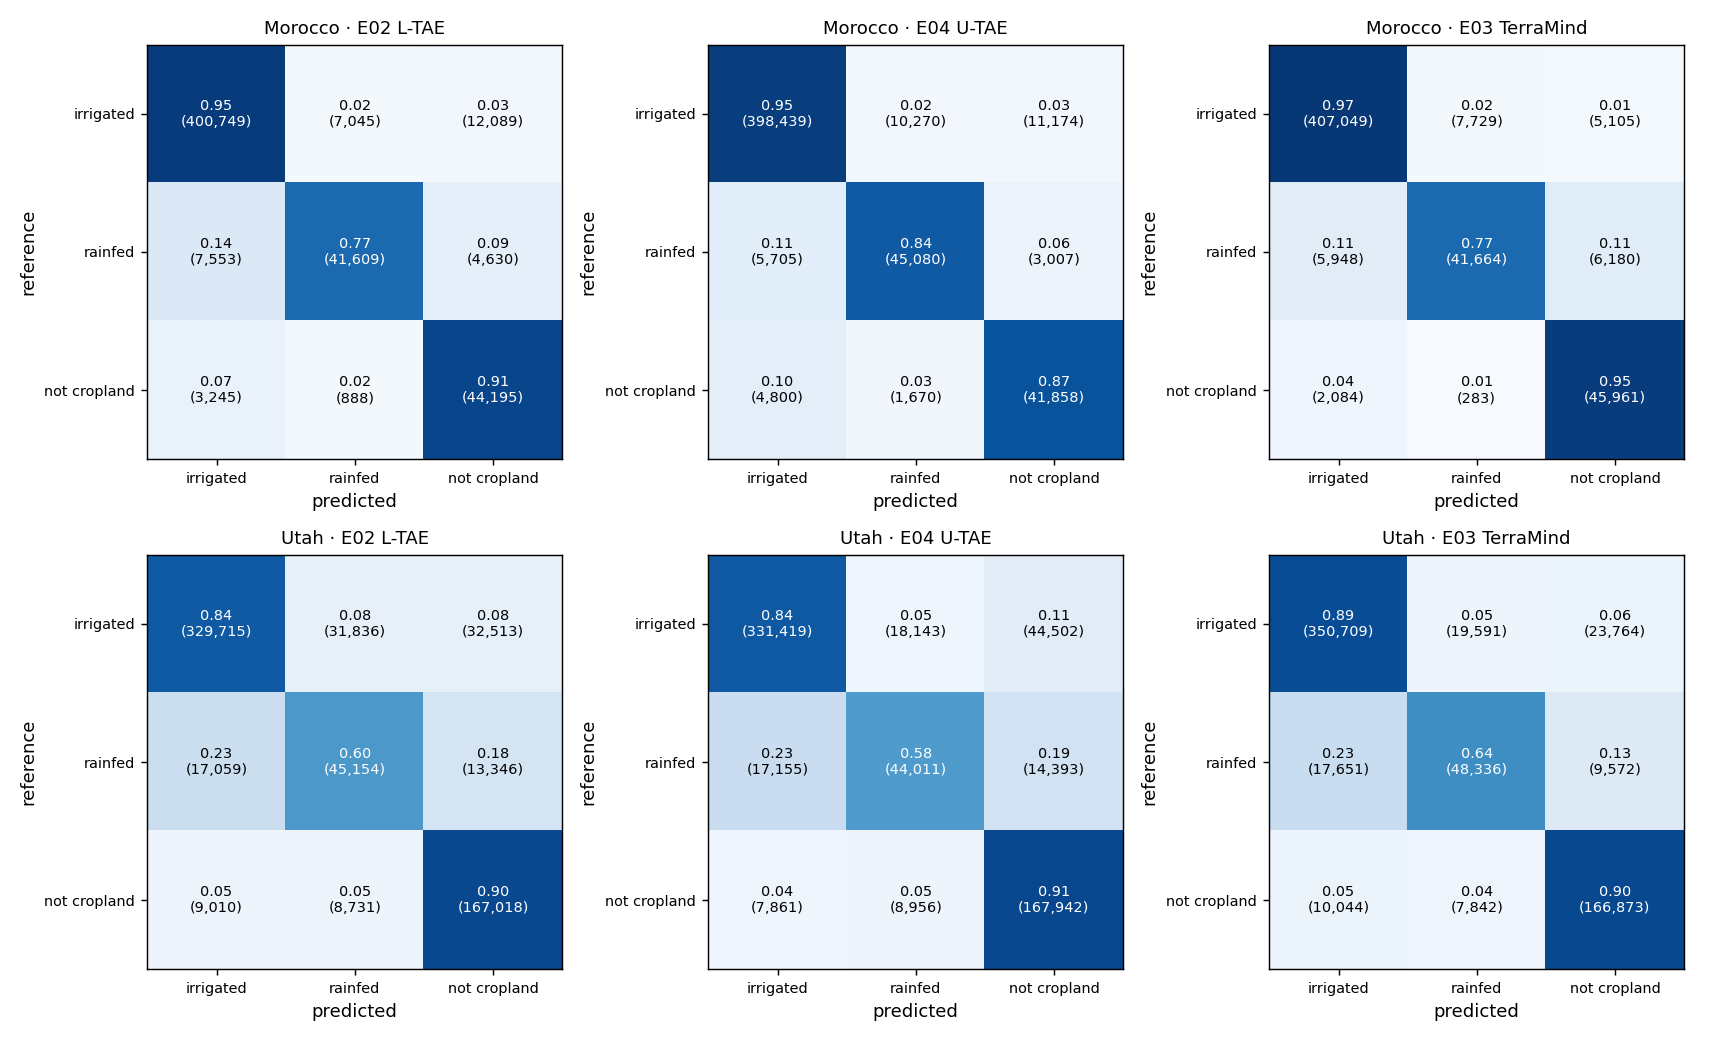 Morocco · E02 L-TAE
reference
irrigated
0.95
(400,749)
0.02
(7,045)
0.03
(12,089)
rainfed
0.14
(7,553)
0.77
(41,609)
0.09
(4,630)
not cropland
0.07
(3,245)
0.02
(888)
0.91
(44,195)
irrigated
rainfed
not cropland
predicted
Morocco · E04 U-TAE
reference
irrigated
0.95
(398,439)
0.02
(10,270)
0.03
(11,174)
rainfed
0.11
(5,705)
0.84
(45,080)
0.06
(3,007)
not cropland
0.10
(4,800)
0.03
(1,670)
0.87
(41,858)
irrigated
rainfed
not cropland
predicted
Morocco · E03 TerraMind
reference
irrigated
0.97
(407,049)
0.02
(7,729)
0.01
(5,105)
rainfed
0.11
(5,948)
0.77
(41,664)
0.11
(6,180)
not cropland
0.04
(2,084)
0.01
(283)
0.95
(45,961)
irrigated
rainfed
not cropland
predicted
Utah · E02 L-TAE
reference
irrigated
0.84
(329,715)
0.08
(31,836)
0.08
(32,513)
rainfed
0.23
(17,059)
0.60
(45,154)
0.18
(13,346)
not cropland
0.05
(9,010)
0.05
(8,731)
0.90
(167,018)
irrigated
rainfed
not cropland
predicted
Utah · E04 U-TAE
reference
irrigated
0.84
(331,419)
0.05
(18,143)
0.11
(44,502)
rainfed
0.23
(17,155)
0.58
(44,011)
0.19
(14,393)
not cropland
0.04
(7,861)
0.05
(8,956)
0.91
(167,942)
irrigated
rainfed
not cropland
predicted
Utah · E03 TerraMind
reference
irrigated
0.89
(350,709)
0.05
(19,591)
0.06
(23,764)
rainfed
0.23
(17,651)
0.64
(48,336)
0.13
(9,572)
not cropland
0.05
(10,044)
0.04
(7,842)
0.90
(166,873)
irrigated
rainfed
not cropland
predicted